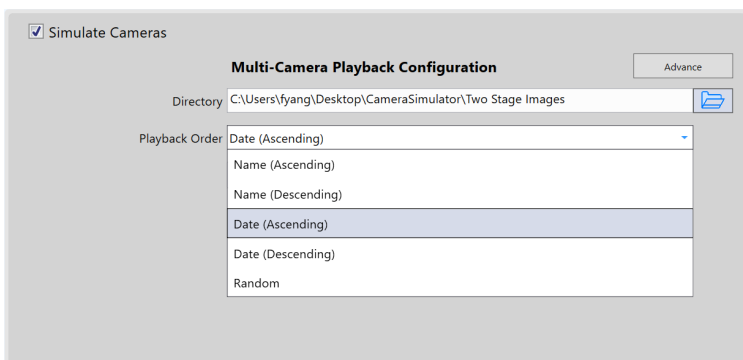 Simulate Cameras
Multi-Camera Playback Configuration
Advance
Directory C:\Users\fyang\Desktop\CameraSimulator\Two Stage Images
Playback Order Date (Ascending)
Name (Ascending)
Name (Descending)
Date (Ascending)
Date (Descending)
Random